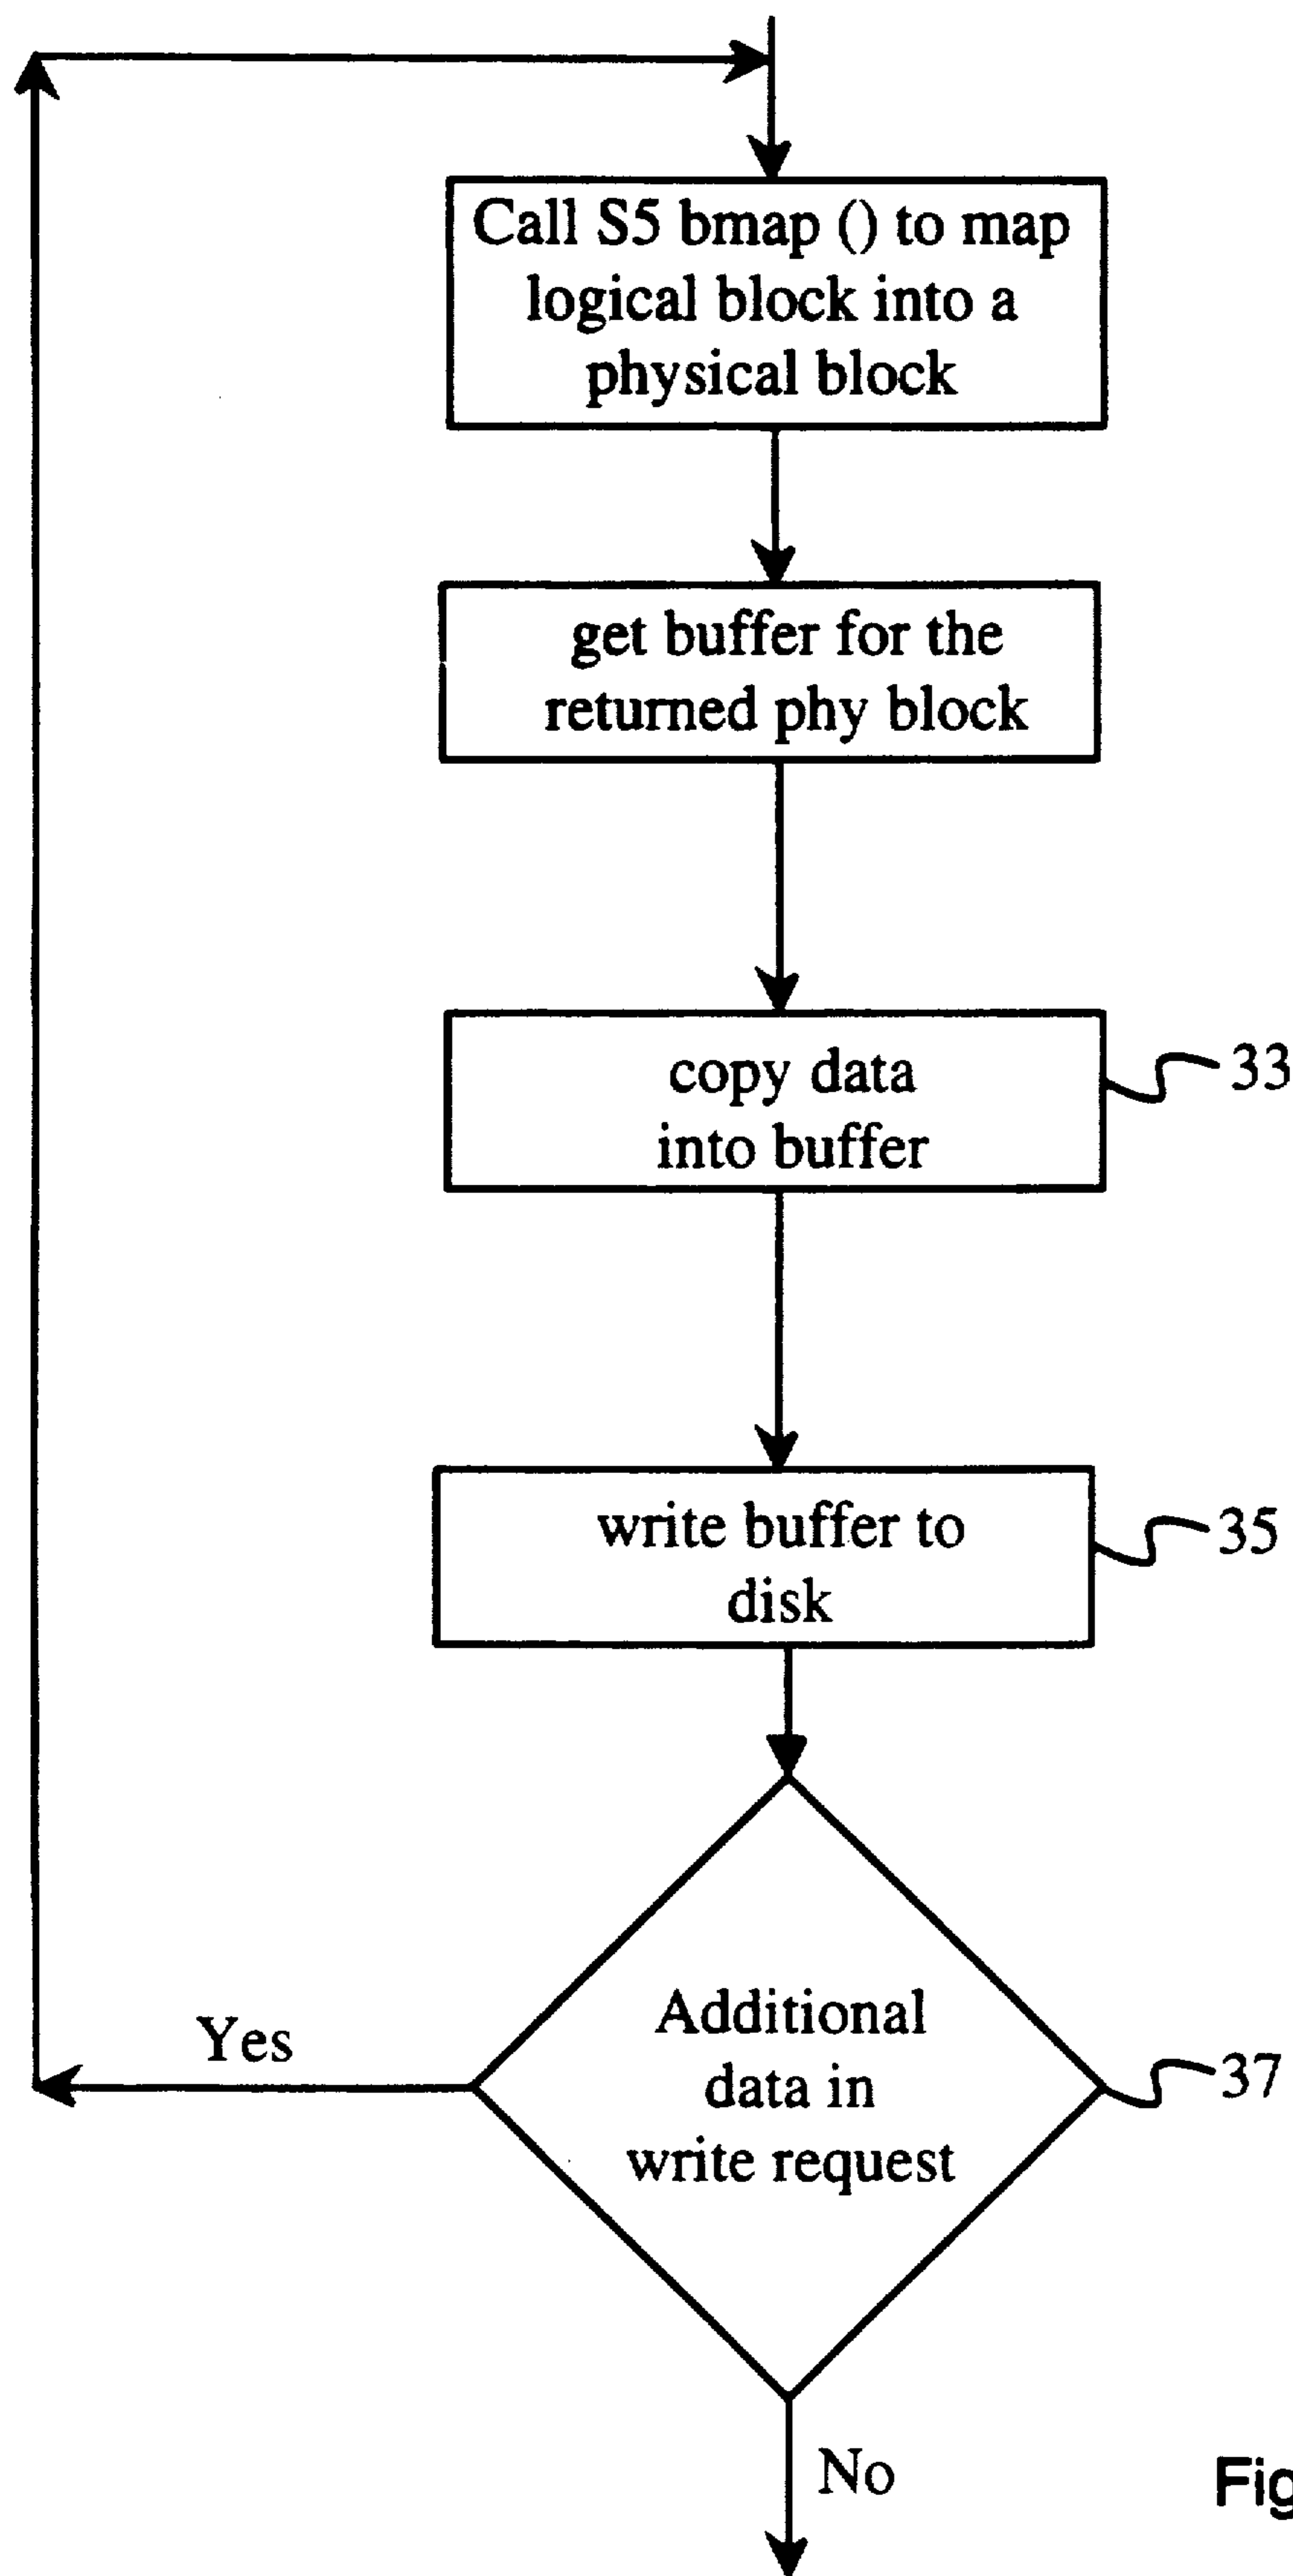 Call S5 bmap () to map
logical block into a
physical block
get buffer for the
returned phy block
copy data
into buffer
33
write buffer to
disk
35
Additional
data in
write request
37
Yes
No
Fig